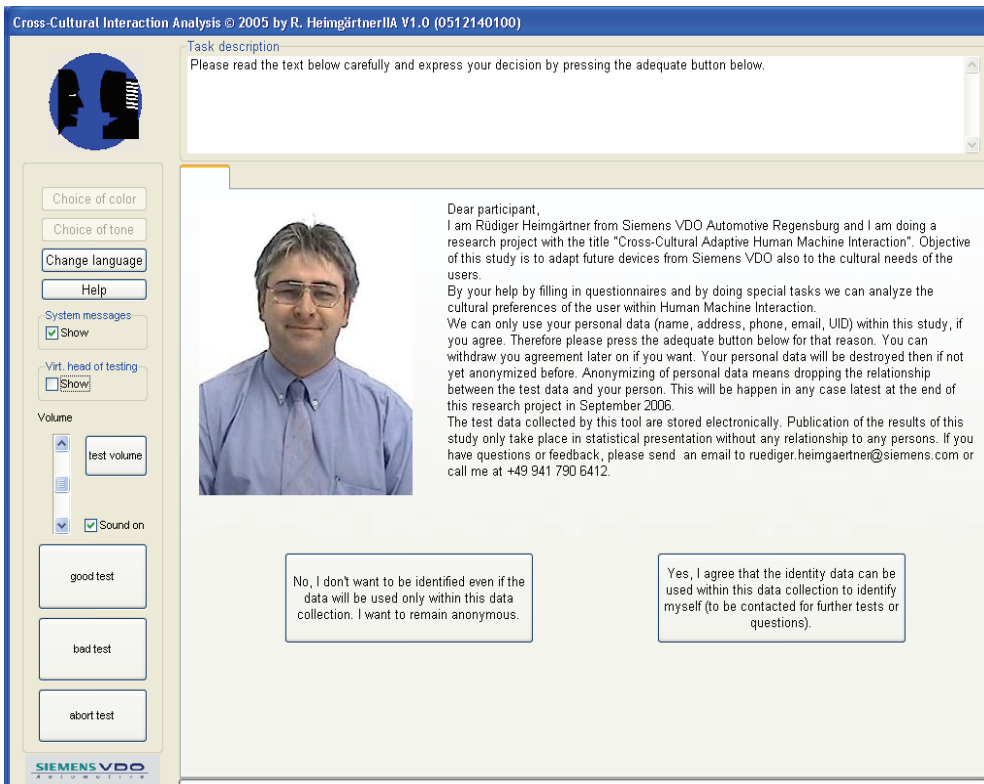 Cross-Cultural Interaction Analysis © 2005 by R. HeimgärtnerIIA V1.0 (0512140100)
Task description
Please read the text below carefully and express your decision by pressing the adequate button below.
Choice of color
Choice of tone
Change language
Help
System messages
Show
Virt. head of testing
Show
Volume
test volume
Sound on
good test
bad test
abort test
SIEMENS VDO
Automotive
Dear participant,
I am Rüdiger Heimgärtner from Siemens VDO Automotive Regensburg and I am doing a
research project with the title "Cross-Cultural Adaptive Human Machine Interaction". Objective
of this study is to adapt future devices from Siemens VDO also to the cultural needs of the
users.
By your help by filling in questionnaires and by doing special tasks we can analyze the
cultural preferences of the user within Human Machine Interaction.
We can only use your personal data (name, address, phone, email, UID) within this study, if
you agree. Therefore please press the adequate button below for that reason. You can
withdraw you agreement later on if you want. Your personal data will be destroyed then if not
yet anonymized before. Anonymizing of personal data means dropping the relationship
between the test data and your person. This will be happen in any case latest at the end of
this research project in September 2006.
The test data collected by this tool are stored electronically. Publication of the results of this
study only take place in statistical presentation without any relationship to any persons. If you
have questions or feedback, please send an email to ruediger.heimgaertner@siemens.com or
call me at +49 941 790 6412.
No, I don't want to be identified even if the
data will be used only within this data
collection. I want to remain anonymous.
Yes, I agree that the identity data can be
used within this data collection to identify
myself (to be contacted for further tests or
questions).